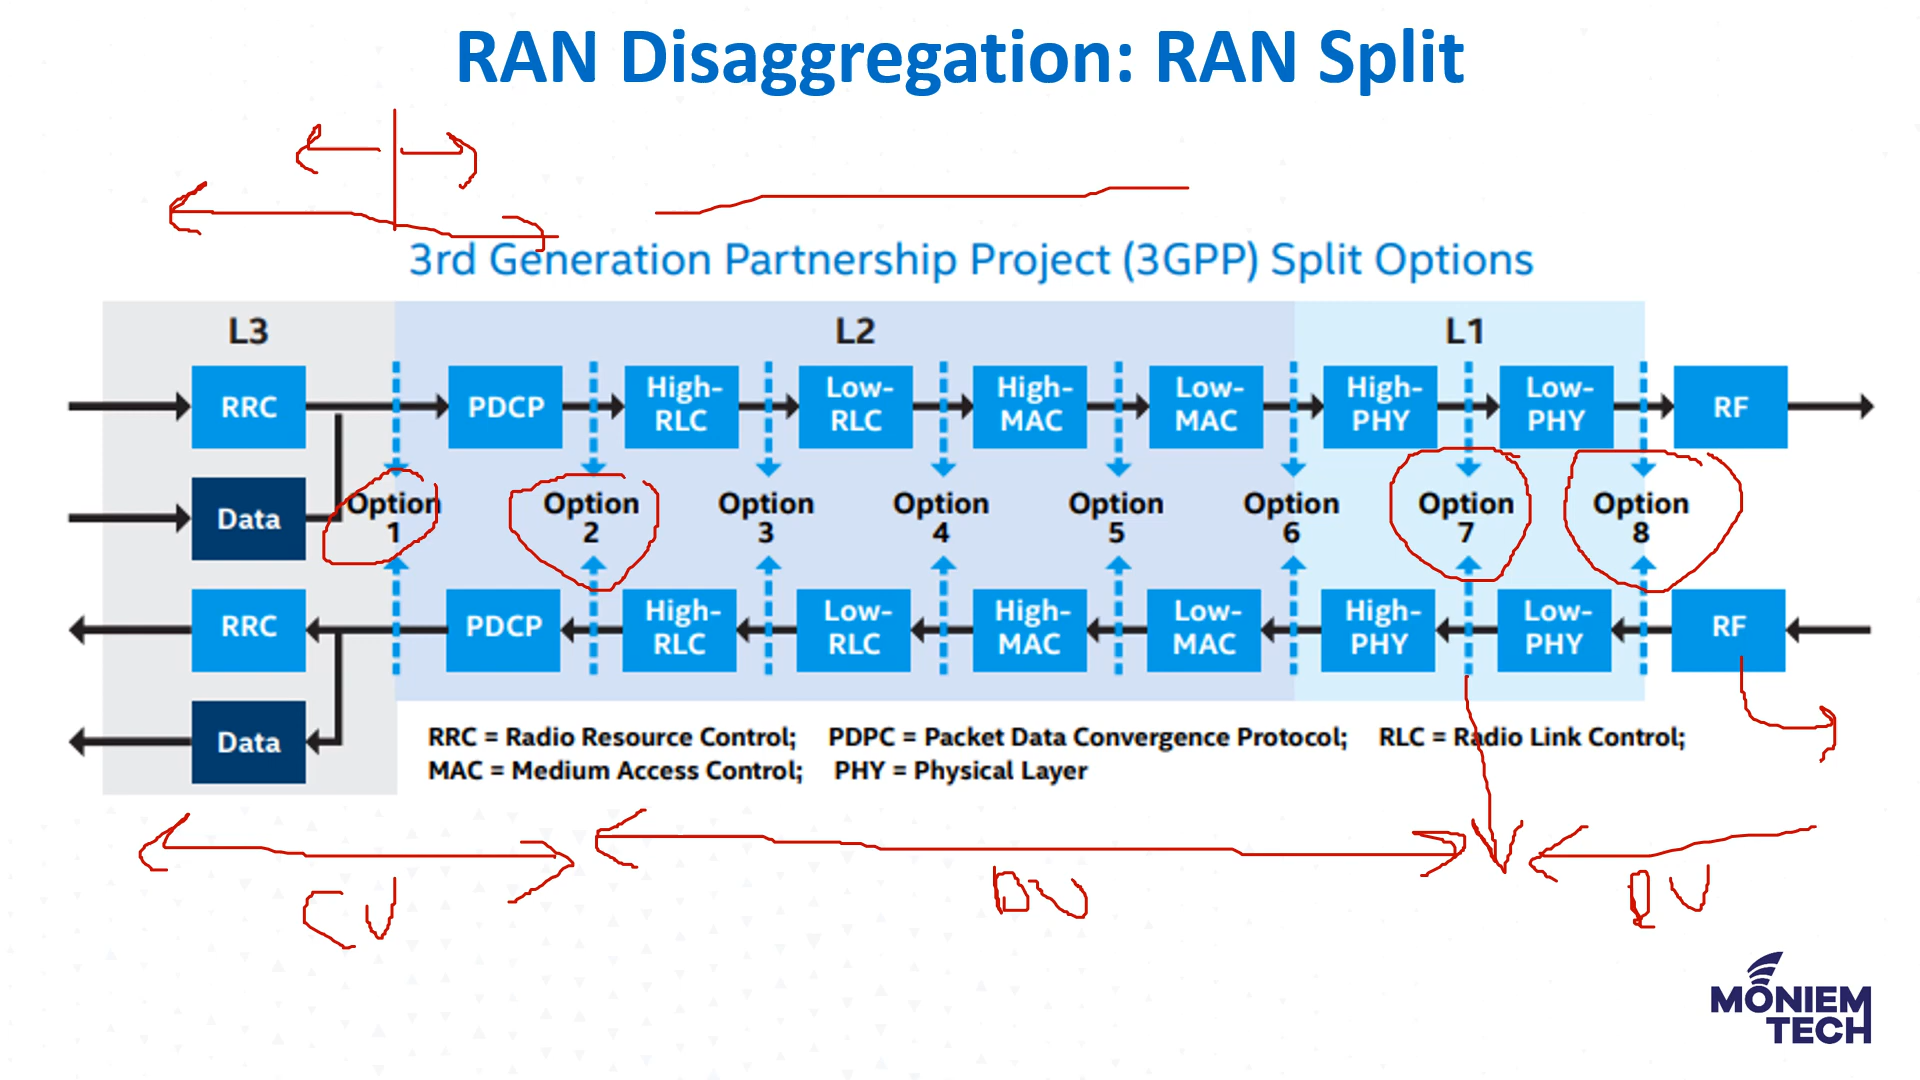 RAN Disaggregation: RAN Split
3rd Generation Partnership Project (3GPP) Split Options
L3 L2 L1
RRC PDCP High-RLC Low-RLC High-MAC Low-MAC High-PHY Low-PHY RF
Data Option 1 Option 2 Option 3 Option 4 Option 5 Option 6 Option 7 Option 8
RRC PDCP High-RLC Low-RLC High-MAC Low-MAC High-PHY Low-PHY RF
Data
RRC = Radio Resource Control; PDPC = Packet Data Convergence Protocol; RLC = Radio Link Control;
MAC = Medium Access Control; PHY = Physical Layer
CU DU RU
MONIEM
TECH